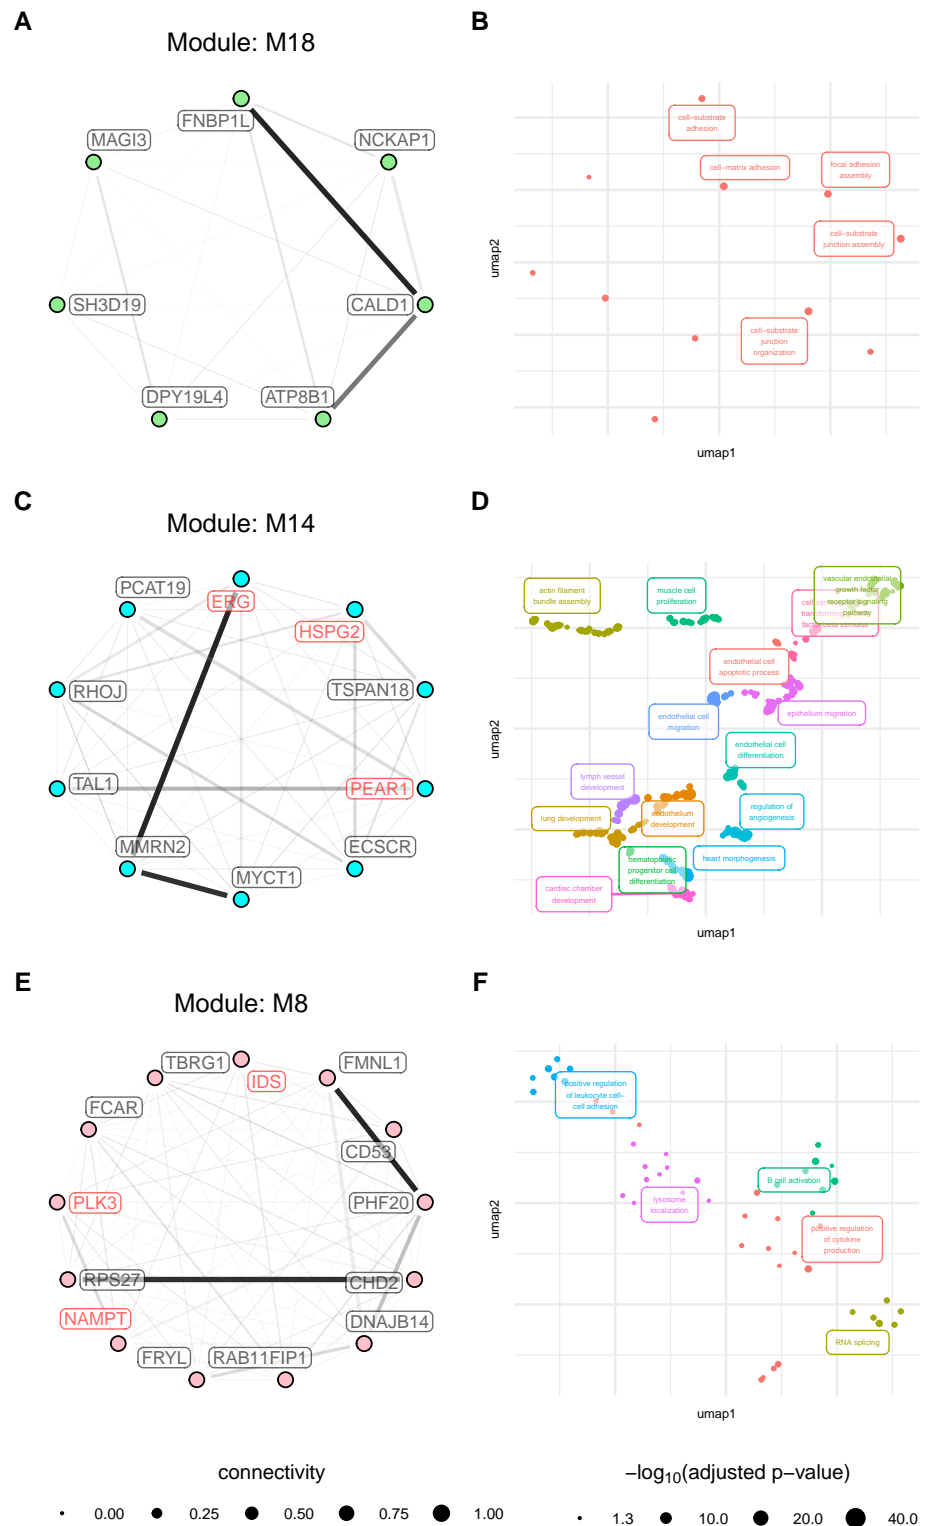 A
Module: M18
FNBP1L
MAGI3
NCKAP1
SH3D19
CALD1
DPY19L4
ATP8B1
B
cell−substrate
adhesion
cell−matrix adhesion
focal adhesion
assembly
cell−substrate
junction assembly
cell−substrate
junction
organization
umap2
umap1
C
Module: M14
PCAT19
ERG
HSPG2
RHOJ
TSPAN18
TAL1
PEAR1
MMRN2
ECSCR
MYCT1
D
actin filament
bundle assembly
muscle cell
proliferation
vascular endothelial
growth factor
receptor signaling
pathway
endothelial cell
apoptotic process
epithelium migration
endothelial cell
migration
endothelial cell
differentiation
lymph vessel
development
lung development
endothelium
development
regulation of
angiogenesis
hematopoietic
progenitor cell
differentiation
heart morphogenesis
cardiac chamber
development
umap2
umap1
E
Module: M8
TBRG1
IDS
FMNL1
FCAR
CD53
PLK3
PHF20
RPS27
CHD2
NAMPT
DNAJB14
FRYL
RAB11FIP1
F
positive regulation
of leukocyte cell−
cell adhesion
B cell activation
lysosome
localization
positive regulation
of cytokine
production
RNA splicing
umap2
umap1
connectivity
0.00 0.25 0.50 0.75 1.00
−log10(adjusted p−value)
1.3 10.0 20.0 40.0